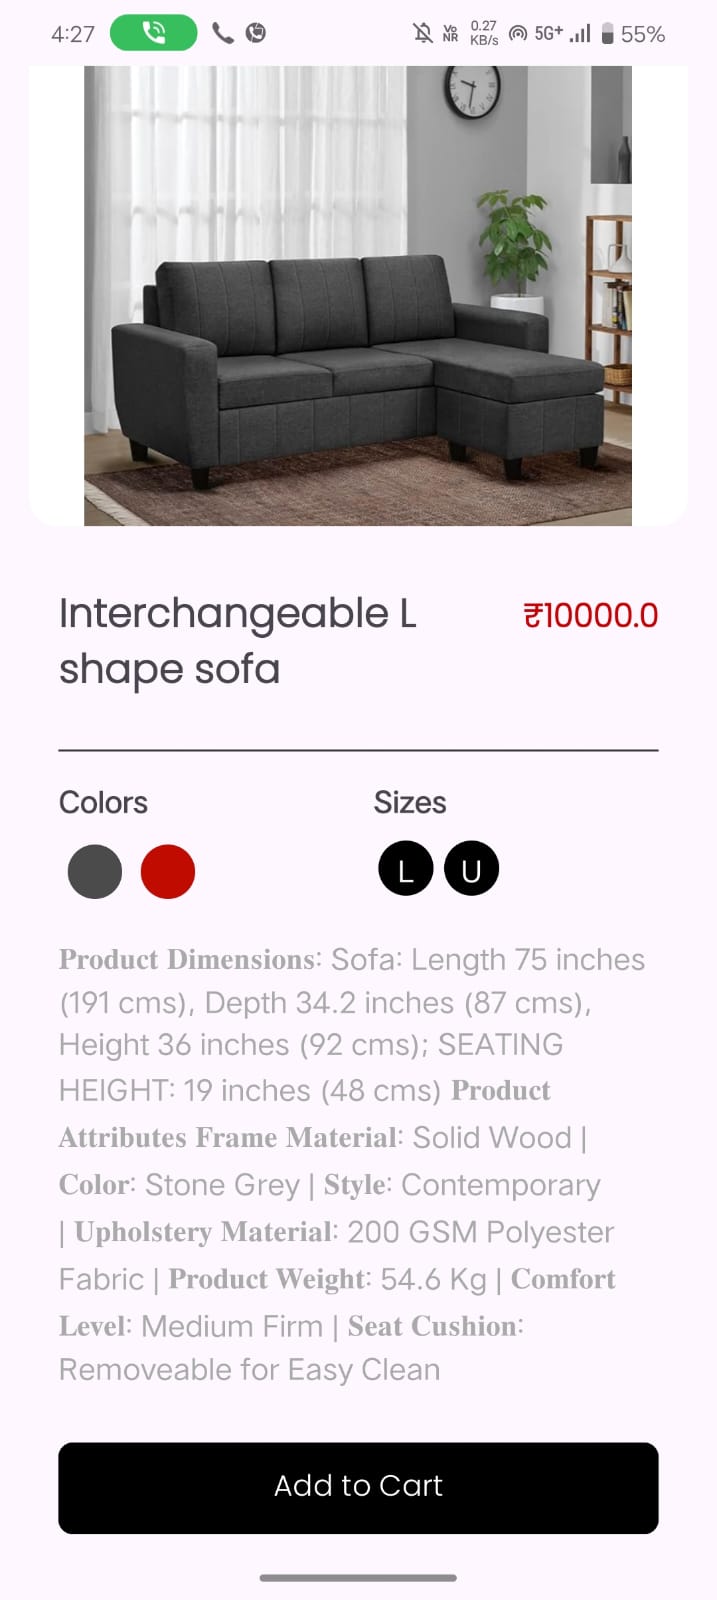 4:27
Vo
NR
0.27
KB/s
5G+
55%
Interchangeable L
shape sofa
₹10000.0
Colors
Sizes
L
U
Product Dimensions: Sofa: Length 75 inches
(191 cms), Depth 34.2 inches (87 cms),
Height 36 inches (92 cms); SEATING
HEIGHT: 19 inches (48 cms) Product
Attributes Frame Material: Solid Wood |
Color: Stone Grey | Style: Contemporary
| Upholstery Material: 200 GSM Polyester
Fabric | Product Weight: 54.6 Kg | Comfort
Level: Medium Firm | Seat Cushion:
Removeable for Easy Clean
Add to Cart